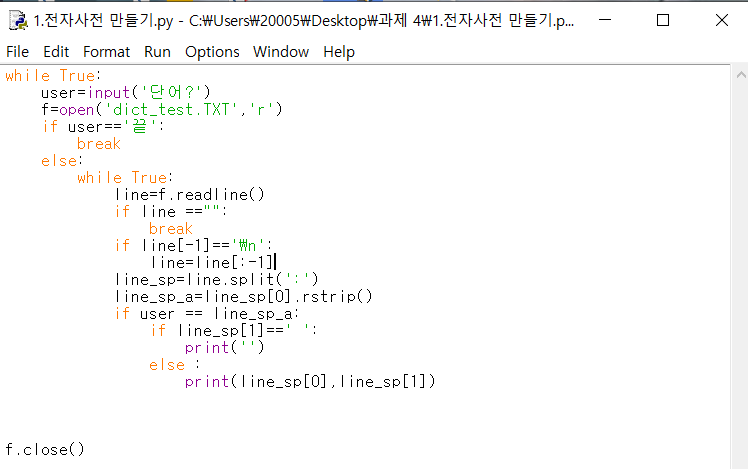 1.전자사전 만들기.py - C:₩Users₩20005₩Desktop₩과제 4₩1.전자사전 만들기.p...
File Edit Format Run Options Window Help
while True:
    user=input('단어?')
    f=open('dict_test.TXT','r')
    if user=='끝':
        break
    else:
        while True:
            line=f.readline()
            if line =="":
                break
            if line[-1]=='₩n':
                line=line[:-1]
            line_sp=line.split(':')
            line_sp_a=line_sp[0].rstrip()
            if user == line_sp_a:
                if line_sp[1]==' ':
                    print('')
                else :
                    print(line_sp[0],line_sp[1])
f.close()